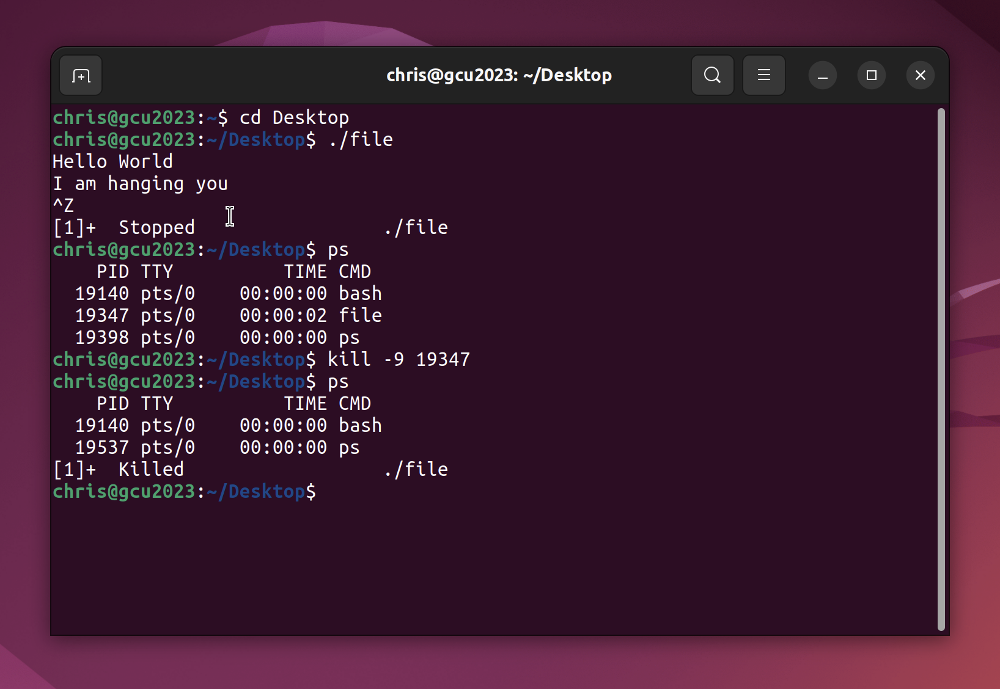 chris@gcu2023: ~/Desktop
chris@gcu2023:~$ cd Desktop
chris@gcu2023:~/Desktop$ ./file
Hello World
I am hanging you
^Z
[1]+  Stopped                 ./file
chris@gcu2023:~/Desktop$ ps
    PID TTY          TIME CMD
  19140 pts/0    00:00:00 bash
  19347 pts/0    00:00:02 file
  19398 pts/0    00:00:00 ps
chris@gcu2023:~/Desktop$ kill -9 19347
chris@gcu2023:~/Desktop$ ps
    PID TTY          TIME CMD
  19140 pts/0    00:00:00 bash
  19537 pts/0    00:00:00 ps
[1]+  Killed                  ./file
chris@gcu2023:~/Desktop$